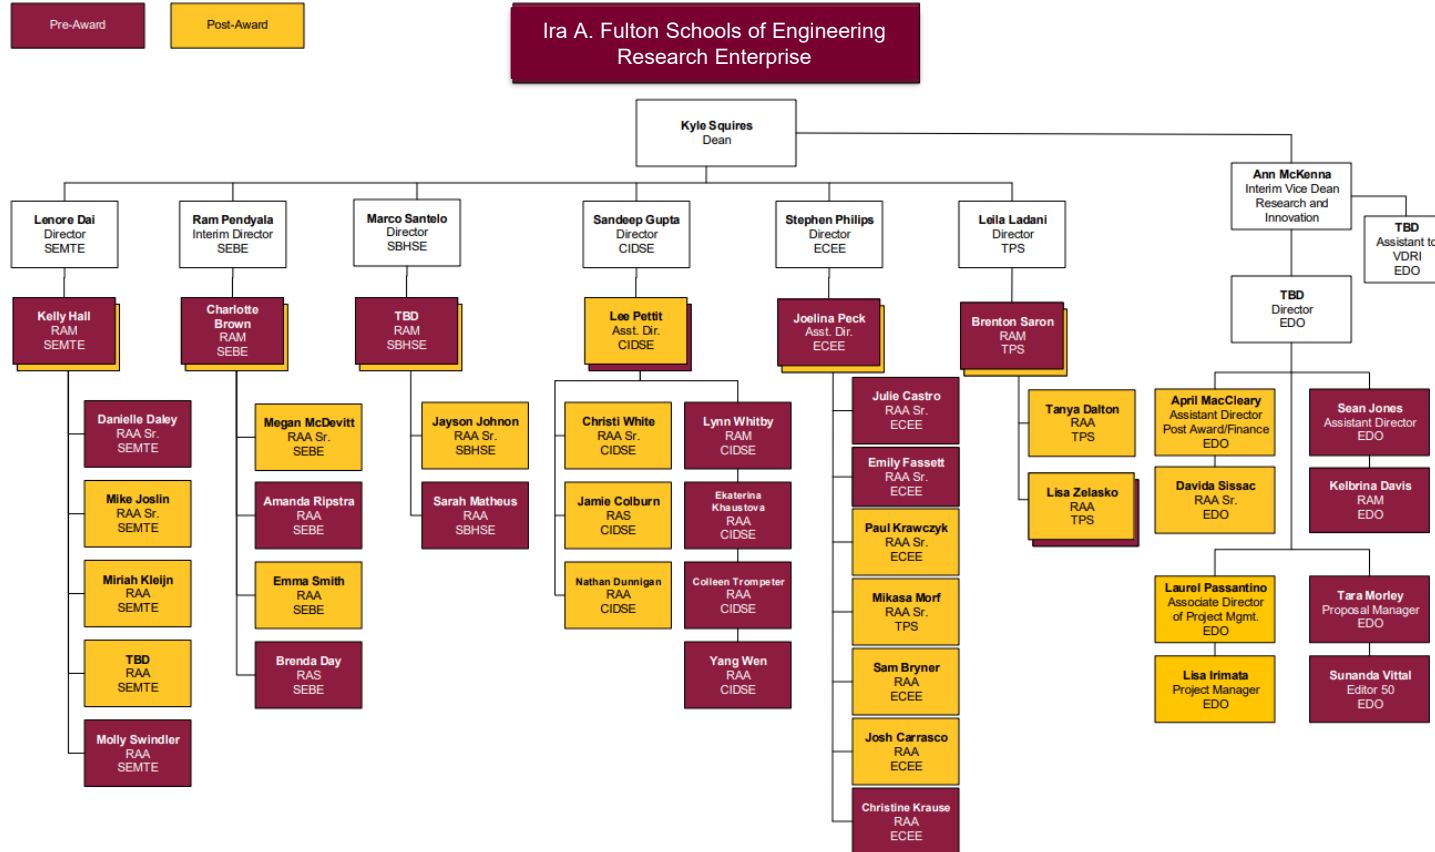 Pre-Award
Post-Award
Ira A. Fulton Schools of Engineering
Research Enterprise
Kyle Squires
Dean
Ann McKenna
Interim Vice Dean
Research and
Innovation
TBD
Assistant to
VDRI
EDO
TBD
Director
EDO
Lenore Dai
Director
SEMTE
Ram Pendyala
Interim Director
SEBE
Marco Santelo
Director
SBHSE
Sandeep Gupta
Director
CIDSE
Stephen Philips
Director
ECEE
Leila Ladani
Director
TPS
Kelly Hall
RAM
SEMTE
Charlotte
Brown
RAM
SEBE
TBD
RAM
SBHSE
Lee Pettit
Asst. Dir.
CIDSE
Joelina Peck
Asst. Dir.
ECEE
Brenton Saron
RAM
TPS
Danielle Daley
RAA Sr.
SEMTE
Mike Joslin
RAA Sr.
SEMTE
Miriah Kleijn
RAA
SEMTE
TBD
RAA
SEMTE
Molly Swindler
RAA
SEMTE
Megan McDevitt
RAA Sr.
SEBE
Amanda Ripstra
RAA
SEBE
Emma Smith
RAA
SEBE
Brenda Day
RAS
SEBE
Jayson Johnon
RAA Sr.
SBHSE
Sarah Matheus
RAA
SBHSE
Christi White
RAA Sr.
CIDSE
Jamie Colburn
RAS
CIDSE
Nathan Dunnigan
RAA
CIDSE
Lynn Whitby
RAM
CIDSE
Ekaterina
Khaustova
RAA
CIDSE
Colleen Trompeter
RAA
CIDSE
Yang Wen
RAA
CIDSE
Julie Castro
RAA Sr.
ECEE
Emily Fassett
RAA Sr.
ECEE
Paul Krawczyk
RAA Sr.
ECEE
Mikasa Morf
RAA Sr.
TPS
Sam Bryner
RAA
ECEE
Josh Carrasco
RAA
ECEE
Christine Krause
RAA
ECEE
Tanya Dalton
RAA
TPS
Lisa Zelasko
RAA
TPS
April MacCleary
Assistant Director
Post Award/Finance
EDO
Davida Sissac
RAA Sr.
EDO
Sean Jones
Assistant Director
EDO
Kelbrina Davis
RAM
EDO
Laurel Passantino
Associate Director
of Project Mgmt.
EDO
Lisa Irimata
Project Manager
EDO
Tara Morley
Proposal Manager
EDO
Sunanda Vittal
Editor 50
EDO